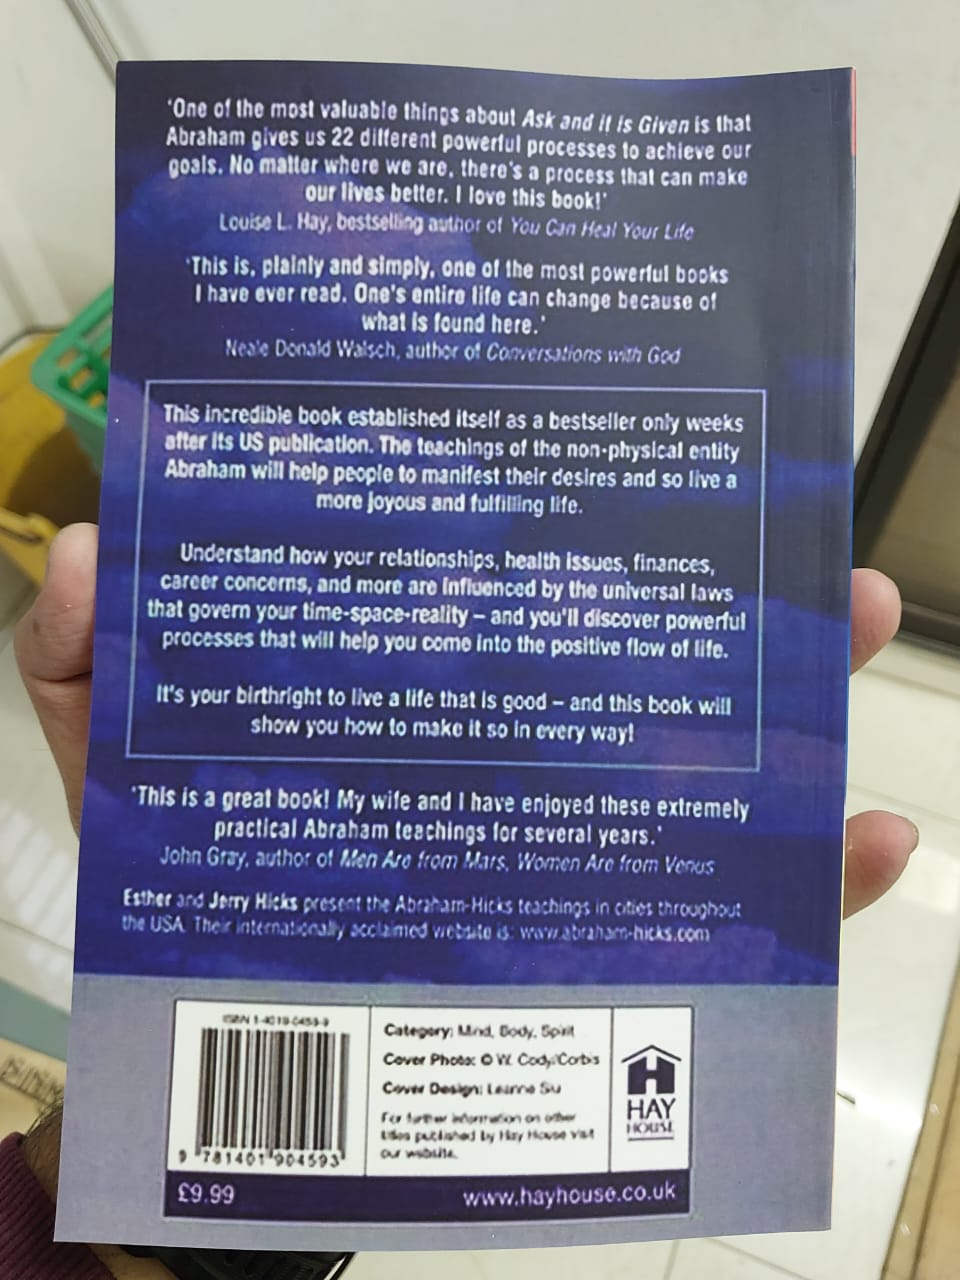 'One of the most valuable things about Ask and it is Given is that
Abraham gives us 22 different powerful processes to achieve our
goals. No matter where we are, there's a process that can make
our lives better. I love this book!'
Louise L. Hay, bestselling author of You Can Heal Your Life
'This is, plainly and simply, one of the most powerful books
I have ever read. One's entire life can change because of
what is found here.'
Neale Donald Walsch, author of Conversations with God
This incredible book established itself as a bestseller only weeks
after its US publication. The teachings of the non-physical entity
Abraham will help people to manifest their desires and so live a
more joyous and fulfilling life.
Understand how your relationships, health issues, finances,
career concerns, and more are influenced by the universal laws
that govern your time-space-reality – and you'll discover powerful
processes that will help you come into the positive flow of life.
It's your birthright to live a life that is good – and this book will
show you how to make it so in every way!
'This is a great book! My wife and I have enjoyed these extremely
practical Abraham teachings for several years.'
John Gray, author of Men Are from Mars, Women Are from Venus
Esther and Jerry Hicks present the Abraham-Hicks teachings in cities throughout
the USA. Their internationally acclaimed website is: www.abraham-hicks.com
ISBN 1-4019-0459-9
9 781401 904593
Category: Mind, Body, Spirit
Cover Photo: © W. Cody/Corbis
Cover Design: Leanne Siu
For further information on other
titles published by Hay House visit
our website.
HAY
HOUSE
£9.99
www.hayhouse.co.uk